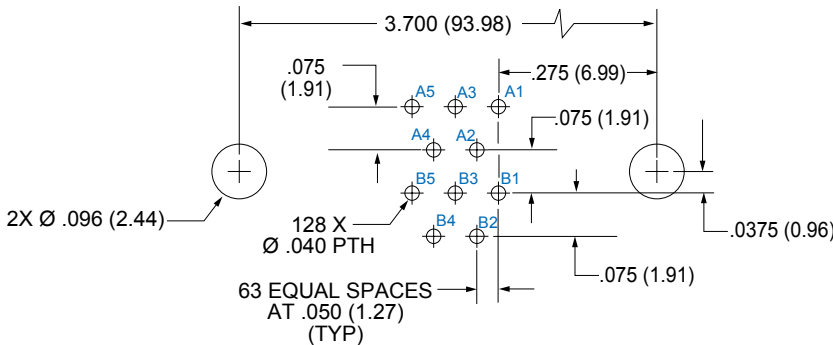 3.700 (93.98)
.075
(1.91)
.275 (6.99)
A5 A3 A1
A4 A2
.075 (1.91)
B5 B3 B1
2X Ø .096 (2.44)
128 X
Ø .040 PTH
B4 B2
.0375 (0.96)
.075 (1.91)
63 EQUAL SPACES
AT .050 (1.27)
(TYP)